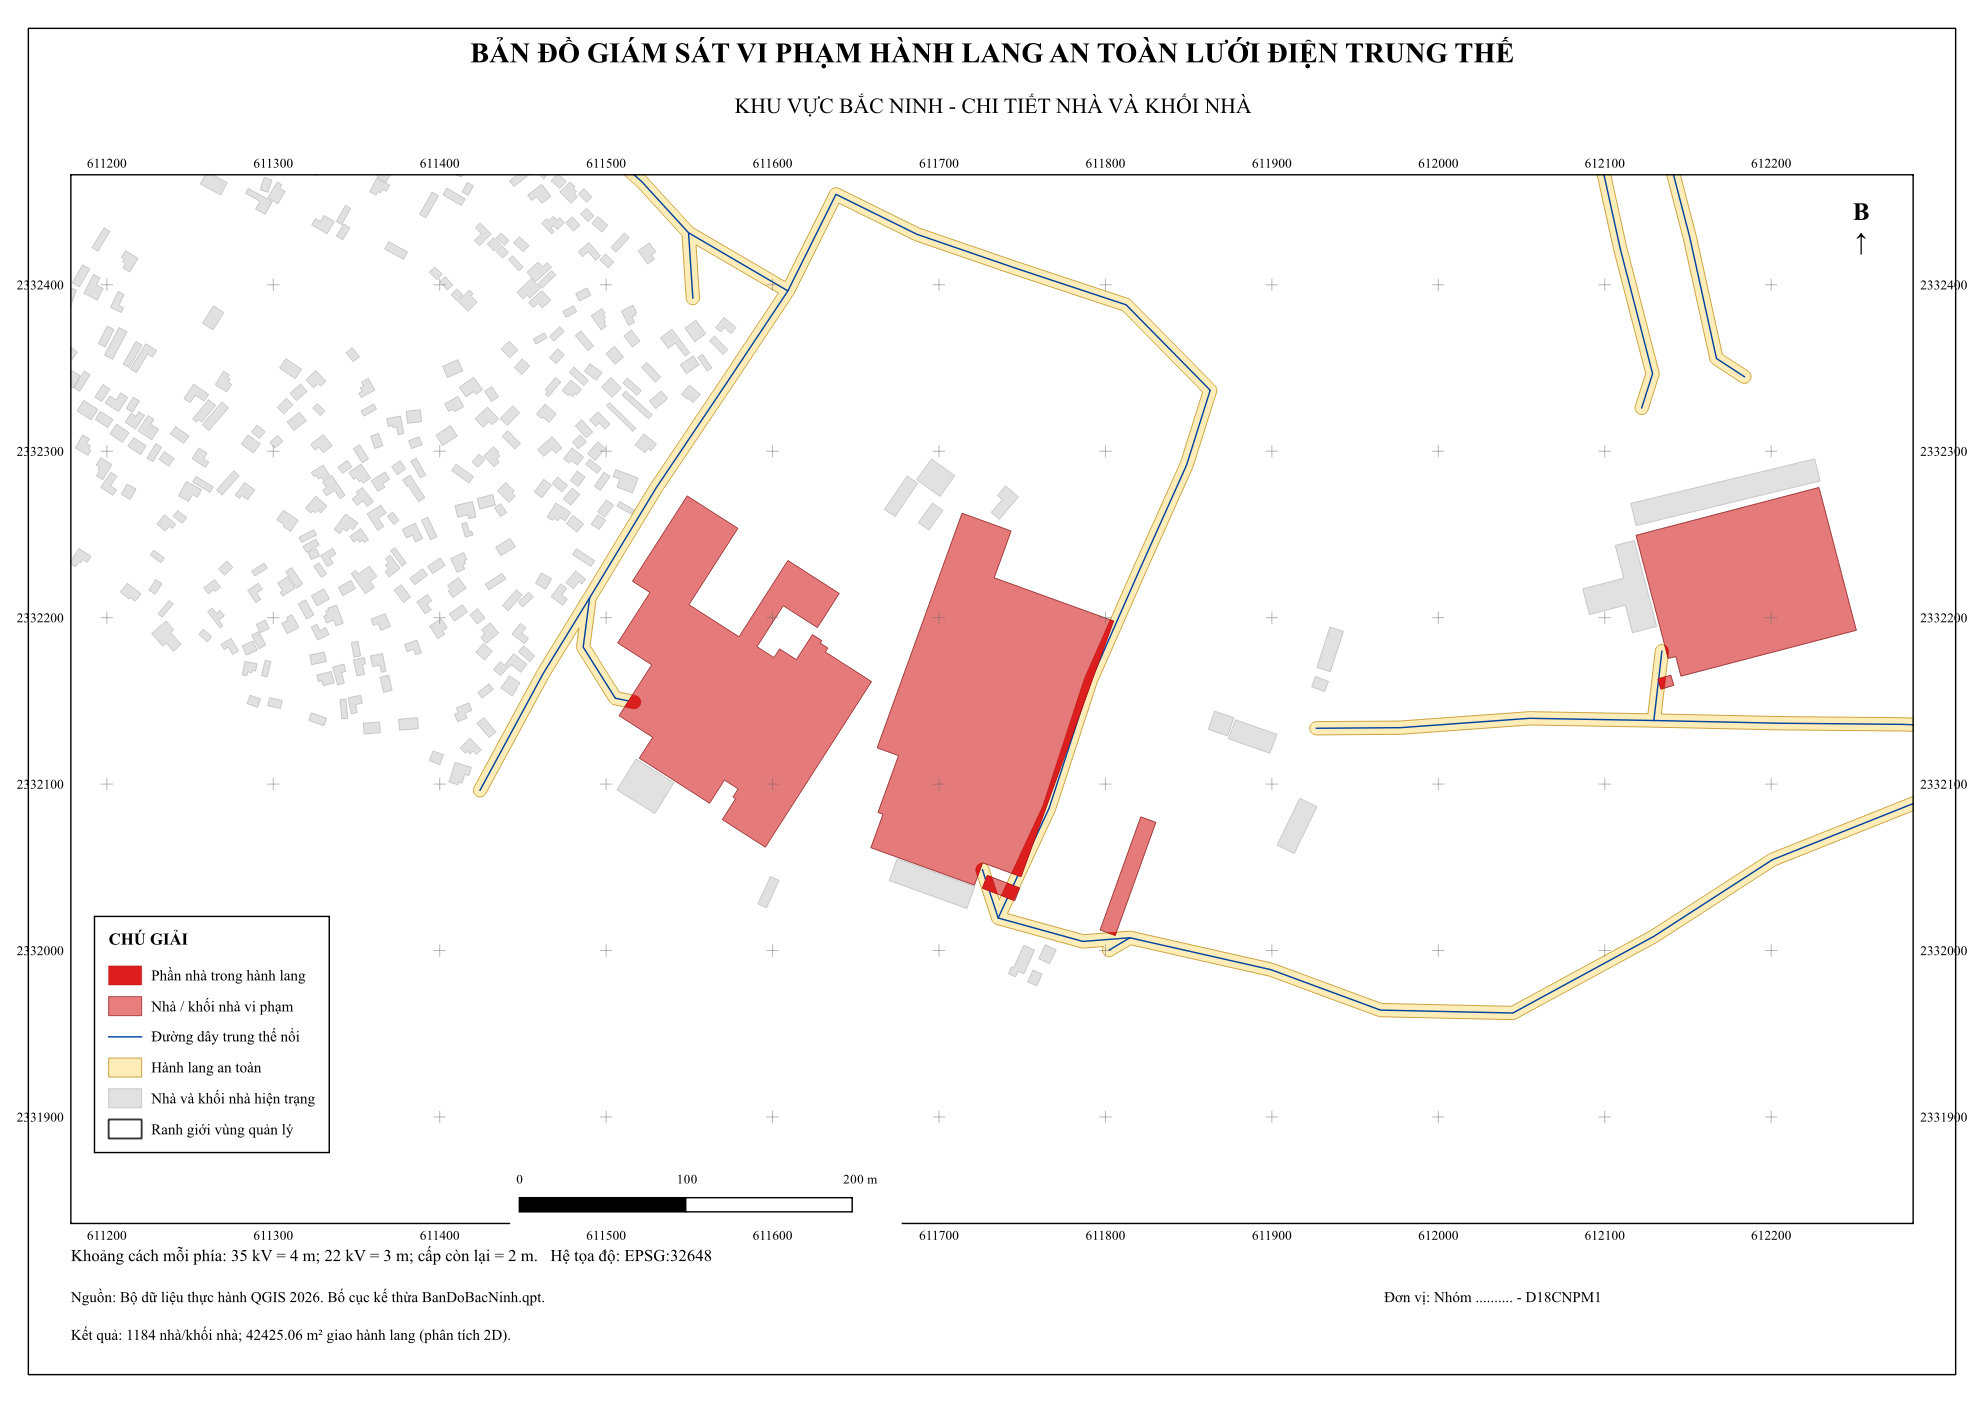 BẢN ĐỒ GIÁM SÁT VI PHẠM HÀNH LANG AN TOÀN LƯỚI ĐIỆN TRUNG THẾ
KHU VỰC BẮC NINH - CHI TIẾT NHÀ VÀ KHỐI NHÀ
611200 611300 611400 611500 611600 611700 611800 611900 612000 612100 612200
B
↑
2332400 2332400
2332300 2332300
2332200 2332200
2332100 2332100
2332000 2332000
2331900 2331900
CHÚ GIẢI
Phần nhà trong hành lang
Nhà / khối nhà vi phạm
Đường dây trung thế nổi
Hành lang an toàn
Nhà và khối nhà hiện trạng
Ranh giới vùng quản lý
0 100 200 m
611200 611300 611400 611500 611600 611700 611800 611900 612000 612100 612200
Khoảng cách mỗi phía: 35 kV = 4 m; 22 kV = 3 m; cấp còn lại = 2 m. Hệ tọa độ: EPSG:32648
Nguồn: Bộ dữ liệu thực hành QGIS 2026. Bố cục kế thừa BanDoBacNinh.qpt.
Đơn vị: Nhóm .......... - D18CNPM1
Kết quả: 1184 nhà/khối nhà; 42425.06 m² giao hành lang (phân tích 2D).